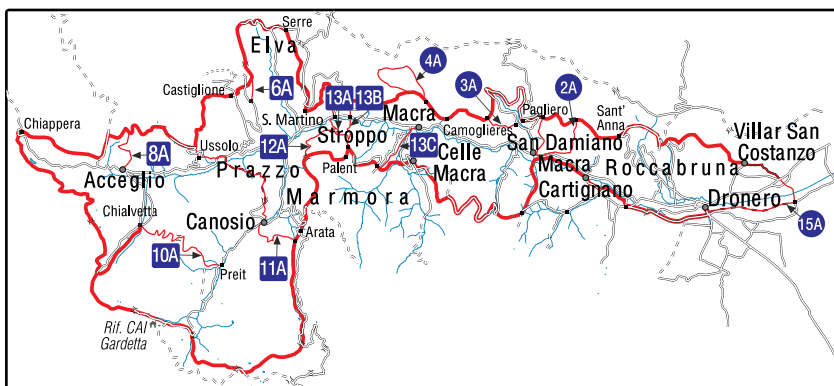 Serre
Elva
4A
Castiglione
6A
3A
2A
13A
13B
Pagliero
Sant'
Anna
Chiappera
S. Martino
Macra
Camoglieres
Villar San
Costanzo
8A
Ussolo
12A
Stroppo
13C
San Damiano
Macra
Roccabruna
Acceglio
Prazzo
Palent
Celle
Macra
Cartignano
Dronero
Chialvetta
Canosio
Marmora
15A
Arata
10A
11A
Preit
Rif. CAI
Gardetta